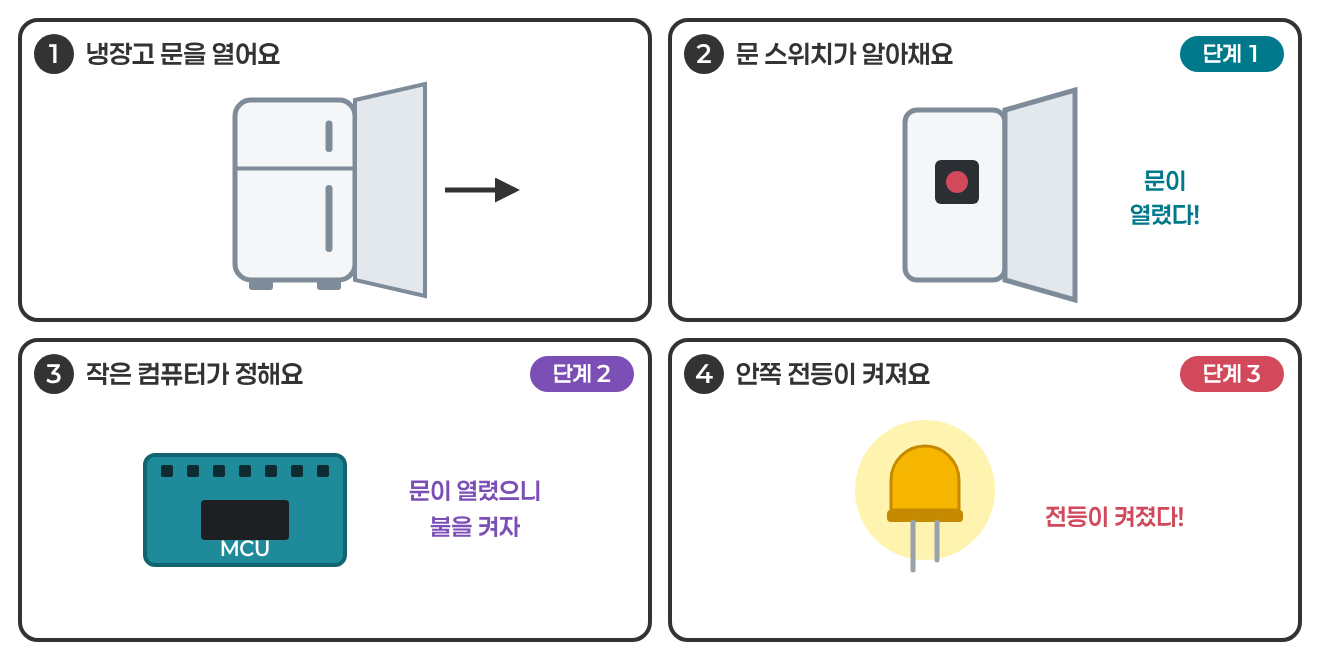 1 냉장고 문을 열어요
2 문 스위치가 알아채요
단계 1
문이
열렸다!
3 작은 컴퓨터가 정해요
단계 2
MCU
문이 열렸으니
불을 켜자
4 안쪽 전등이 켜져요
단계 3
전등이 켜졌다!